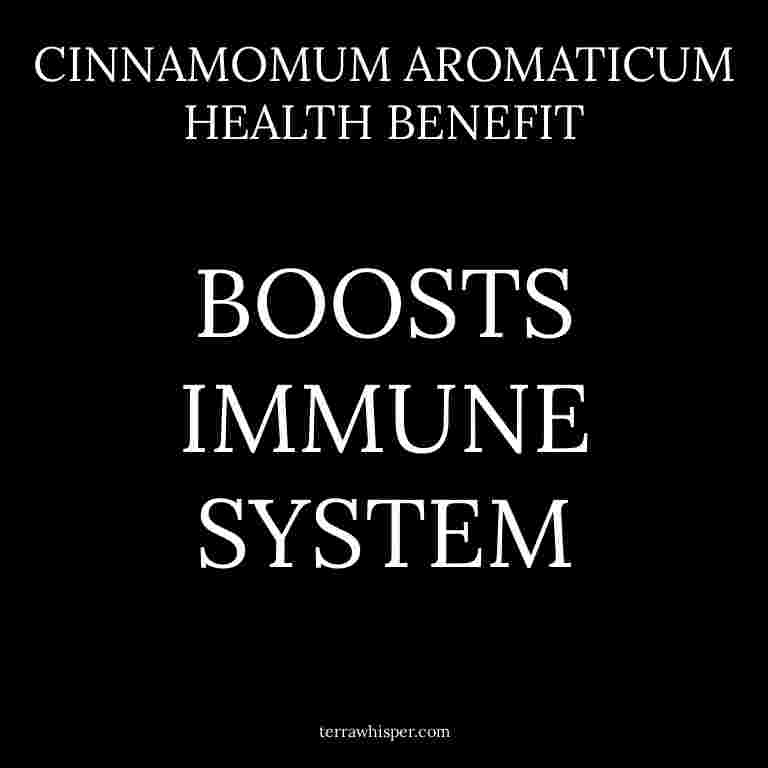 CINNAMOMUM AROMATICUM
HEALTH BENEFIT
BOOSTS
IMMUNE
SYSTEM
terrawhisper.com